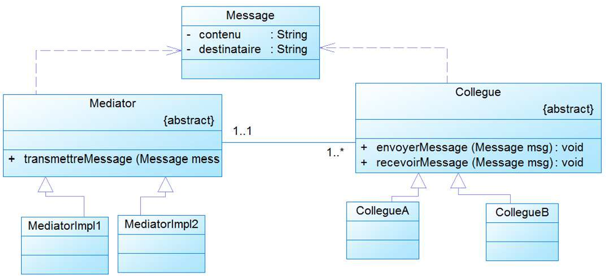 Message
- contenu : String
- destinataire : String
Mediator
{abstract}
+ transmettreMessage (Message mess
1..1
1..*
Collegue
{abstract}
+ envoyerMessage (Message msg) : void
+ recevoirMessage (Message msg) : void
MediatorImpl1
MediatorImpl2
CollegueA
CollegueB